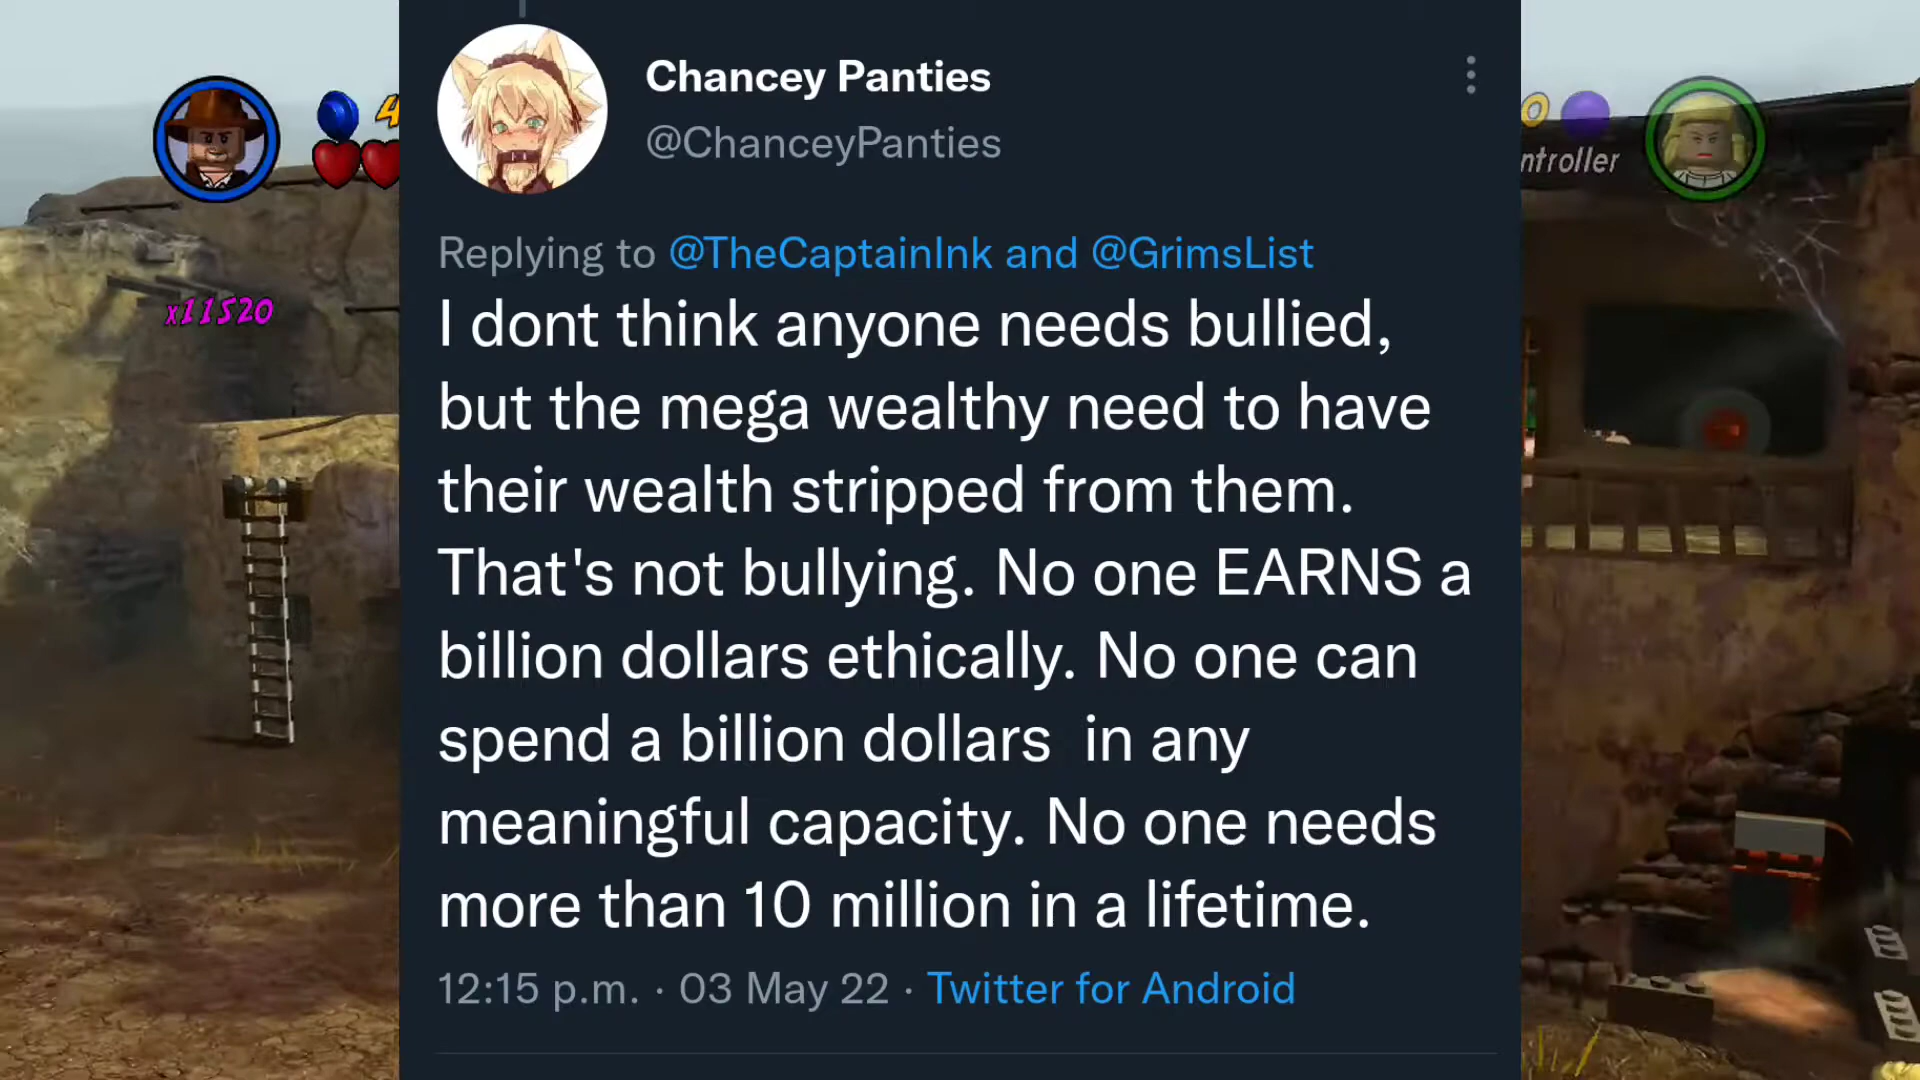 Chancey Panties
@ChanceyPanties
Replying to @TheCaptainInk and @GrimsList
I dont think anyone needs bullied,
but the mega wealthy need to have
their wealth stripped from them.
That's not bullying. No one EARNS a
billion dollars ethically. No one can
spend a billion dollars  in any
meaningful capacity. No one needs
more than 10 million in a lifetime.
12:15 p.m. · 03 May 22 · Twitter for Android
4
x11520
0
ntroller